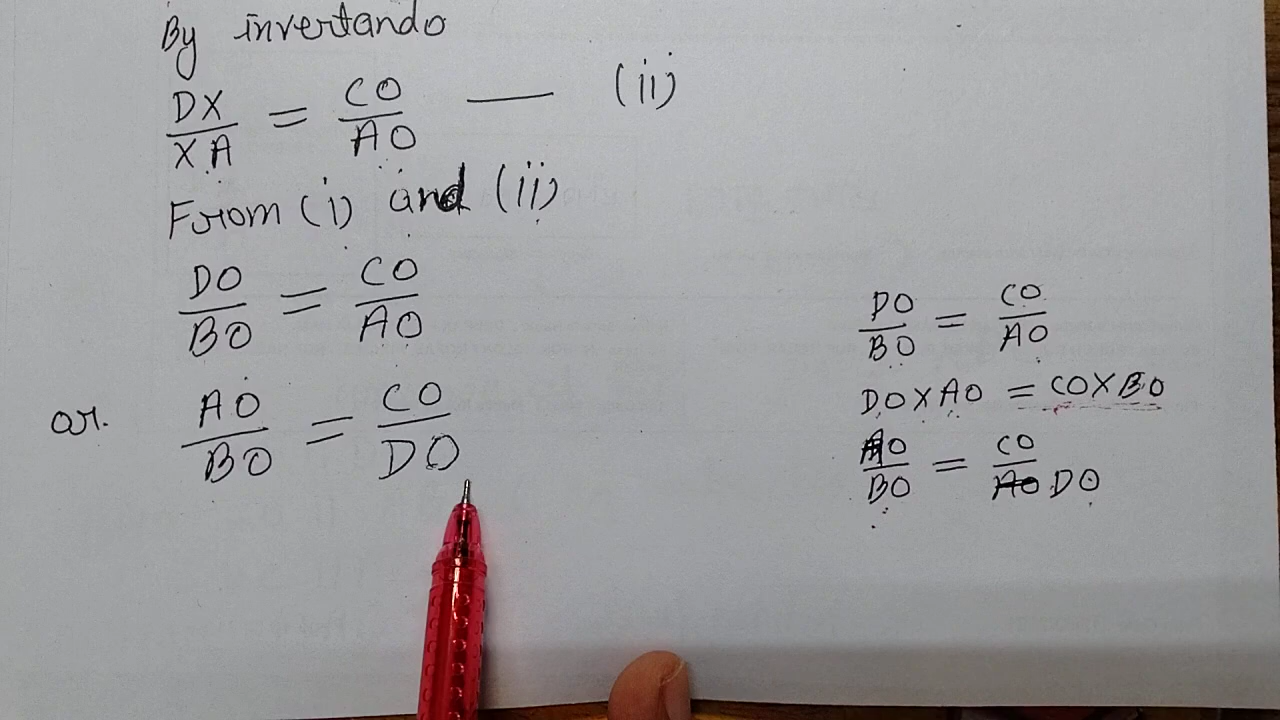 By invertando
DX/XA = CO/AO — (ii)
From (i) and (ii)
DO/BO = CO/AO
or. AO/BO = CO/DO
DO/BO = CO/AO
DO X AO = CO X BO
AO/BO = CO/DO